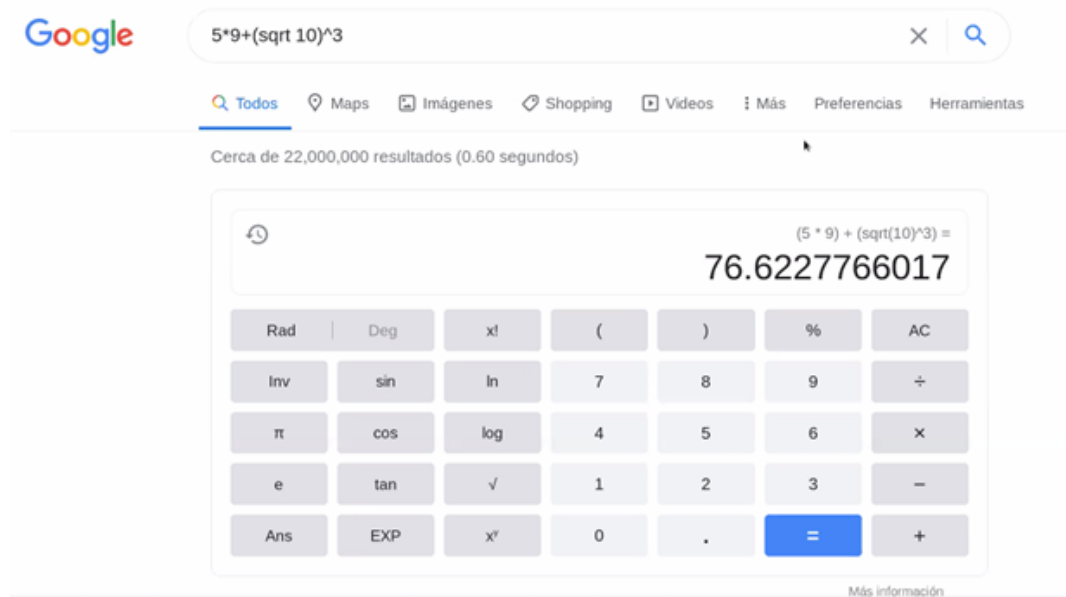 Google 5*9+(sqrt 10)^3
Todos Maps Imágenes Shopping Videos Más Preferencias Herramientas
Cerca de 22,000,000 resultados (0.60 segundos)
(5 * 9) + (sqrt(10)^3) =
76.6227766017
Rad Deg x! ( ) % AC
Inv sin ln 7 8 9 ÷
π cos log 4 5 6 ×
e tan √ 1 2 3 −
Ans EXP xʸ 0 . = +
Más información